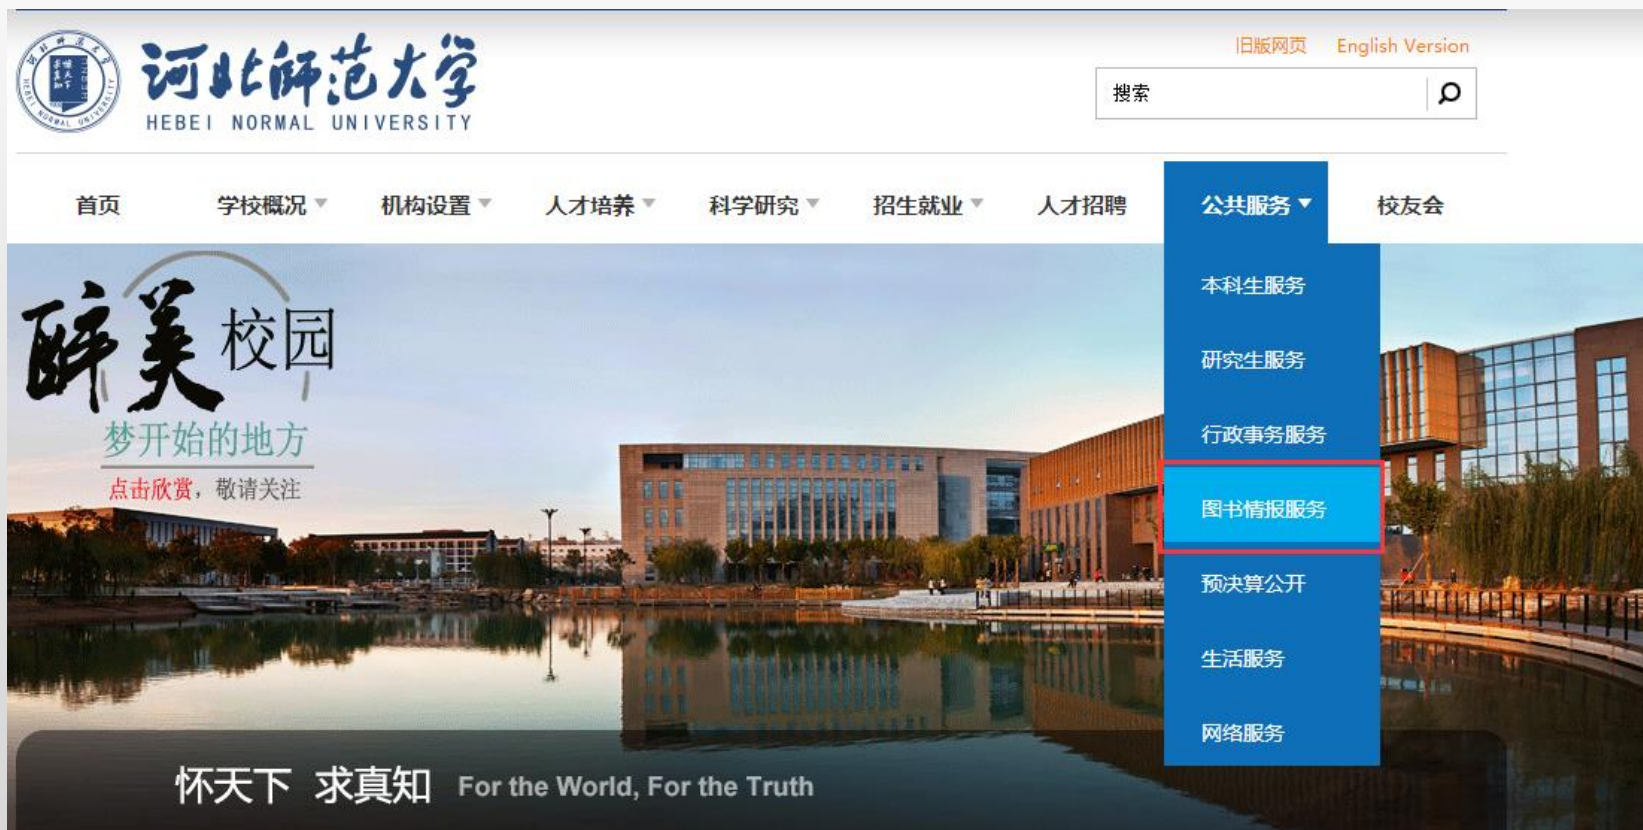 河北师范大学
HEBEI NORMAL UNIVERSITY
旧版网页 English Version
搜索
首页 学校概况 机构设置 人才培养 科学研究 招生就业 人才招聘 公共服务 校友会
本科生服务
研究生服务
行政事务服务
图书情报服务
预决算公开
生活服务
网络服务
醉美校园
梦开始的地方
点击欣赏，敬请关注
怀天下 求真知 For the World, For the Truth